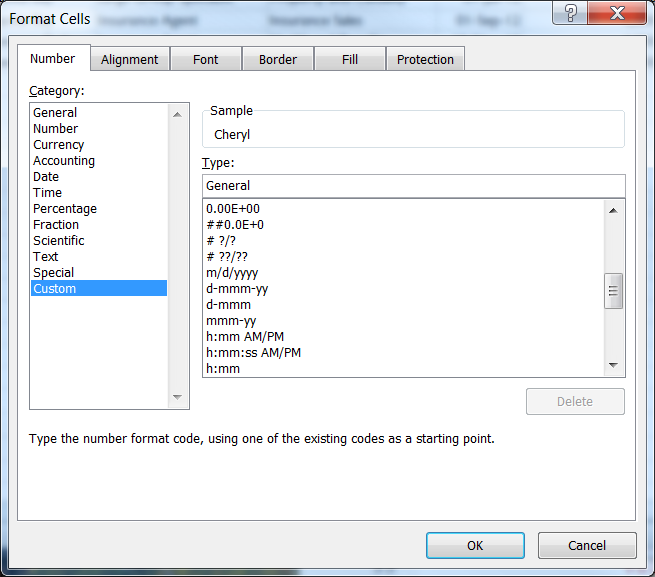 Insurance Agent Insurance Sales 01-Sep-12
Format Cells
Number Alignment Font Border Fill Protection
Category:
General
Number
Currency
Accounting
Date
Time
Percentage
Fraction
Scientific
Text
Special
Custom
Sample
Cheryl
Type:
General
0.00E+00
##0.0E+0
# ?/?
# ??/??
m/d/yyyy
d-mmm-yy
d-mmm
mmm-yy
h:mm AM/PM
h:mm:ss AM/PM
h:mm
Delete
Type the number format code, using one of the existing codes as a starting point.
OK Cancel